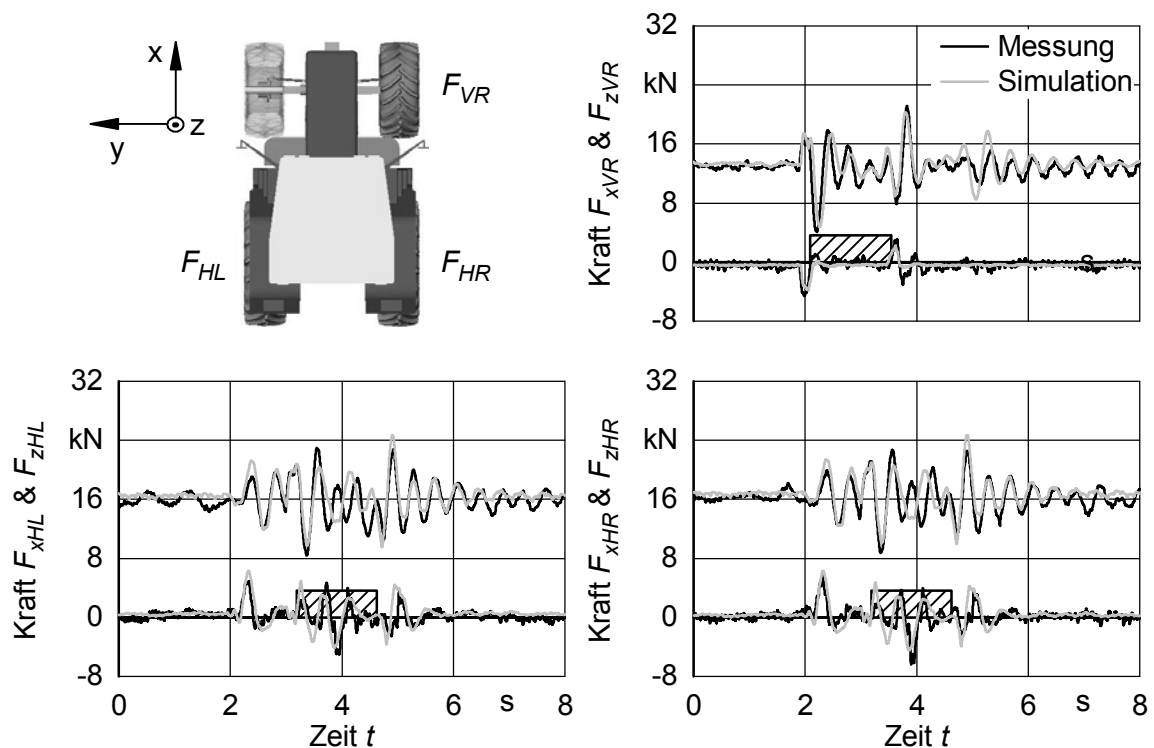 x
y
z
F_VR
F_HL
F_HR
32
kN
16
8
0
-8
Kraft F_xVR & F_zVR
Messung
Simulation
s
32
kN
16
8
0
-8
Kraft F_xHL & F_zHL
0 2 4 6 s 8
Zeit t
32
kN
16
8
0
-8
Kraft F_xHR & F_zHR
0 2 4 6 s 8
Zeit t